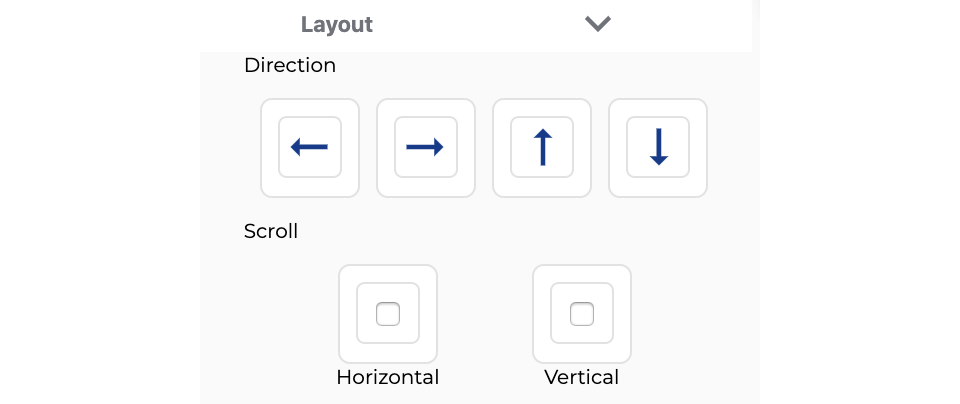 Layout
Direction
Scroll
Horizontal
Vertical